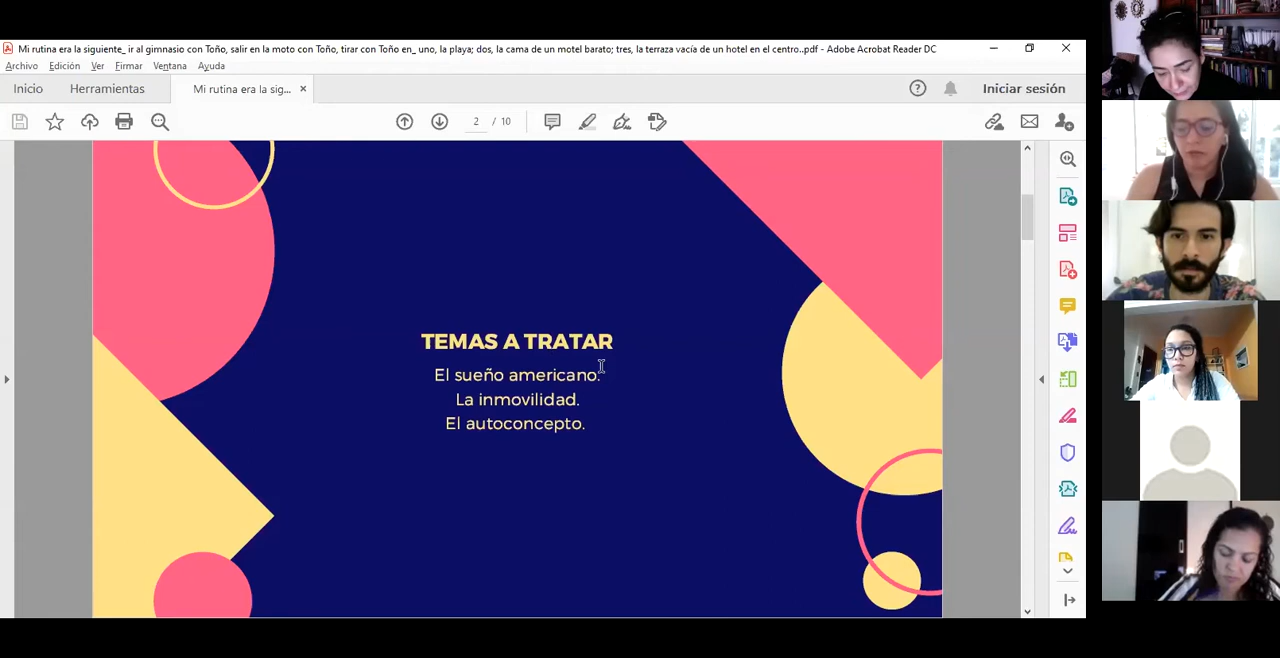 Mi rutina era la siguiente_ ir al gimnasio con Toño, salir en la moto con Toño, tirar con Toño en_ uno, la playa; dos, la cama de un motel barato; tres, la terraza vacía de un hotel en el centro..pdf - Adobe Acrobat Reader DC
Archivo Edición Ver Firmar Ventana Ayuda
Inicio Herramientas Mi rutina era la sig... Iniciar sesión
2 / 10
TEMAS A TRATAR
El sueño americano.
La inmovilidad.
El autoconcepto.